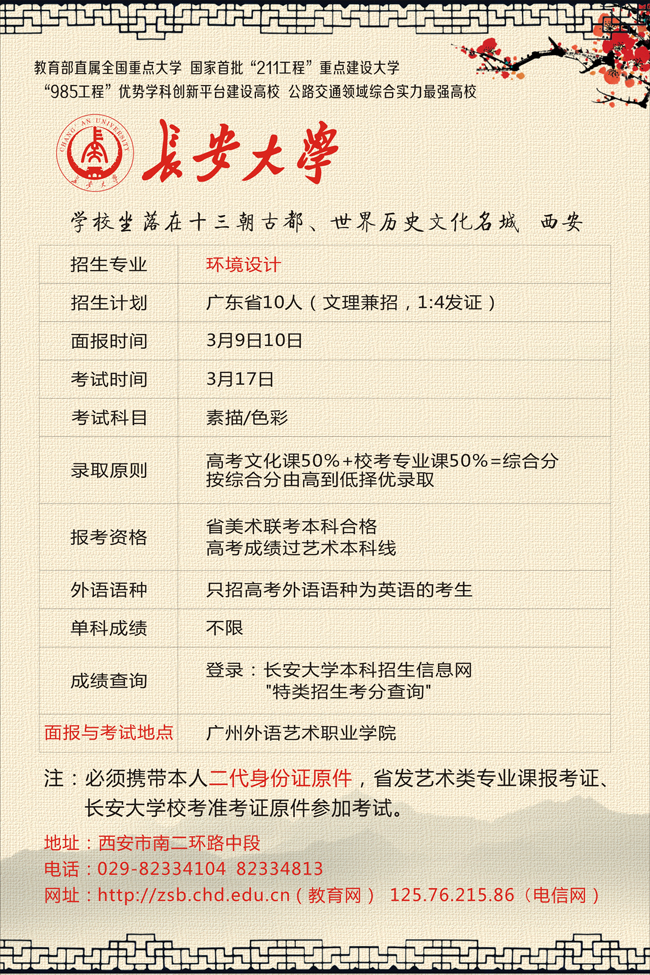 教育部直属全国重点大学 国家首批“211工程”重点建设大学
“985工程”优势学科创新平台建设高校 公路交通领域综合实力最强高校
CHANG'AN UNIVERSITY
长安大学
長安大学
学校坐落在十三朝古都、世界历史文化名城 西安
招生专业 环境设计
招生计划 广东省10人（文理兼招，1:4发证）
面报时间 3月9日10日
考试时间 3月17日
考试科目 素描/色彩
录取原则 高考文化课50%+校考专业课50%=综合分
按综合分由高到低择优录取
报考资格 省美术联考本科合格
高考成绩过艺术本科线
外语语种 只招高考外语语种为英语的考生
单科成绩 不限
成绩查询 登录：长安大学本科招生信息网
"特类招生考分查询"
面报与考试地点 广州外语艺术职业学院
注：必须携带本人二代身份证原件，省发艺术类专业课报考证、
长安大学校考准考证原件参加考试。
地址：西安市南二环路中段
电话：029-82334104 82334813
网址：http://zsb.chd.edu.cn（教育网） 125.76.215.86（电信网）